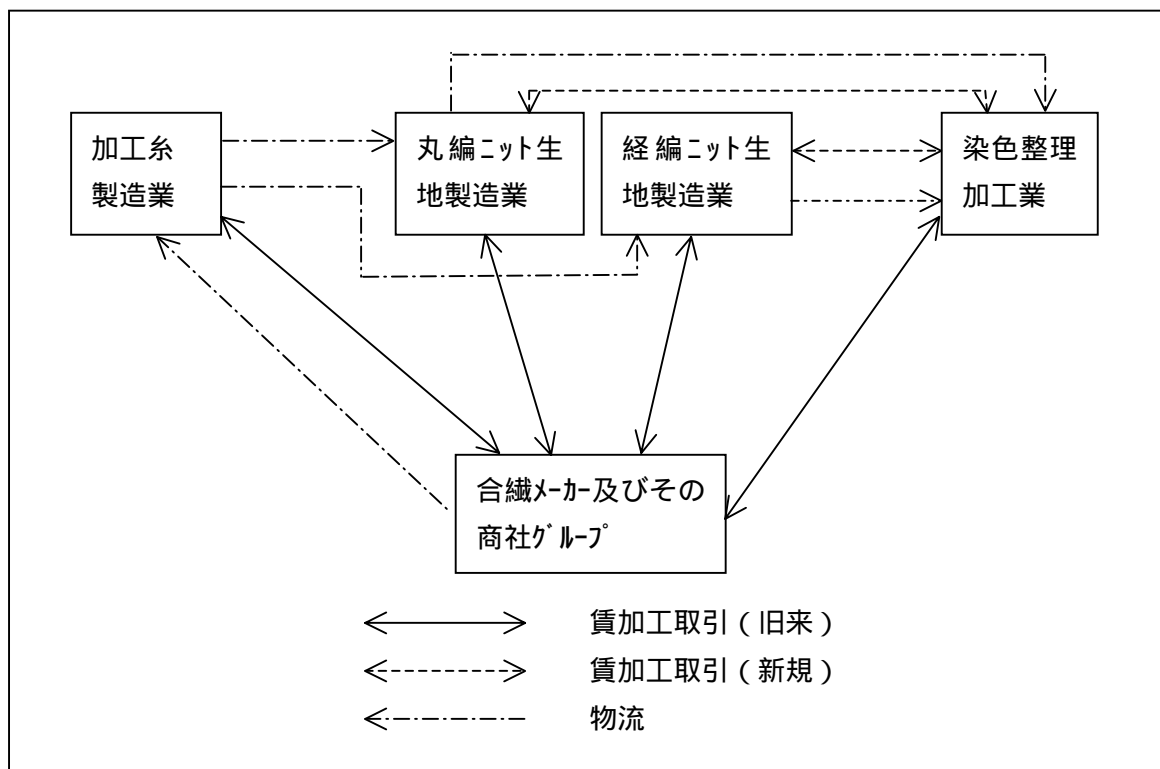 加工糸
製造業
丸編ニット生
地製造業
経編ニット生
地製造業
染色整理
加工業
合繊ﾒｰｶｰ及びその
商社ｸﾞﾙｰﾌﾟ
賃加工取引(旧来)
賃加工取引(新規)
物流